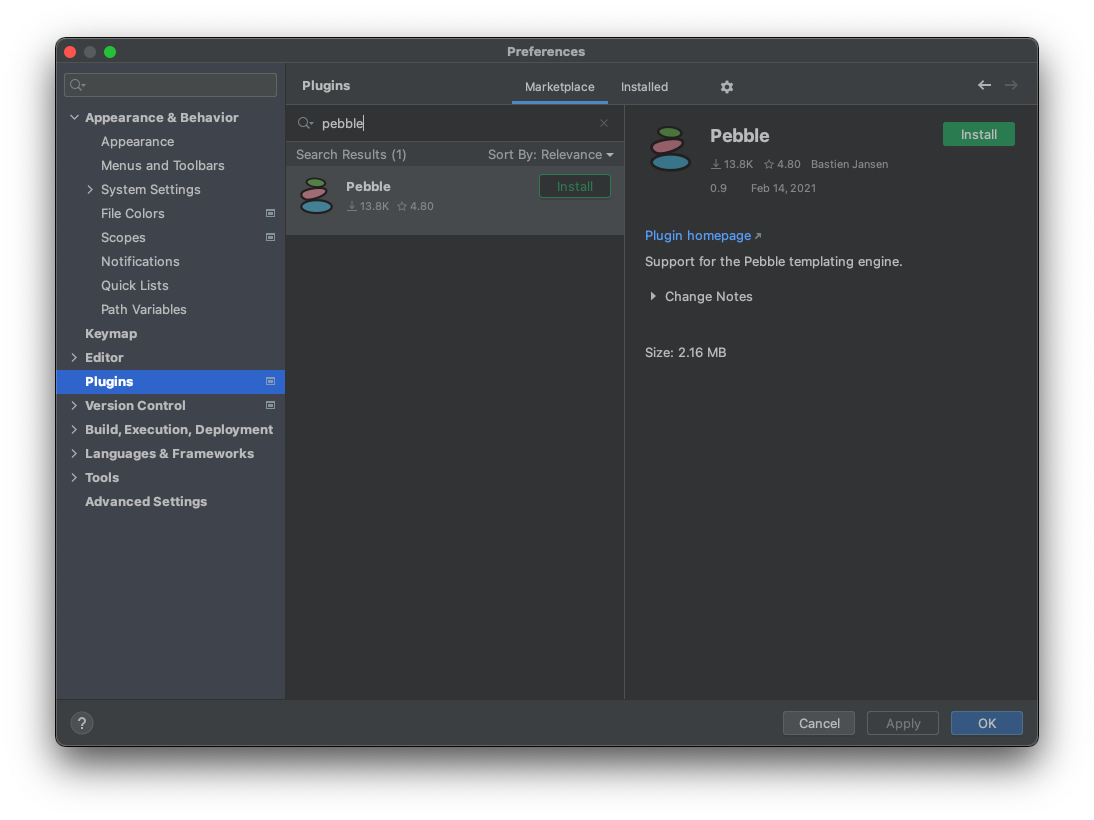 Preferences
Plugins
Marketplace
Installed
Appearance & Behavior
Appearance
Menus and Toolbars
System Settings
File Colors
Scopes
Notifications
Quick Lists
Path Variables
Keymap
Editor
Plugins
Version Control
Build, Execution, Deployment
Languages & Frameworks
Tools
Advanced Settings
pebble
Search Results (1)
Sort By: Relevance
Pebble
Install
13.8K 4.80
Pebble
Install
13.8K 4.80 Bastien Jansen
0.9 Feb 14, 2021
Plugin homepage
Support for the Pebble templating engine.
Change Notes
Size: 2.16 MB
?
Cancel
Apply
OK